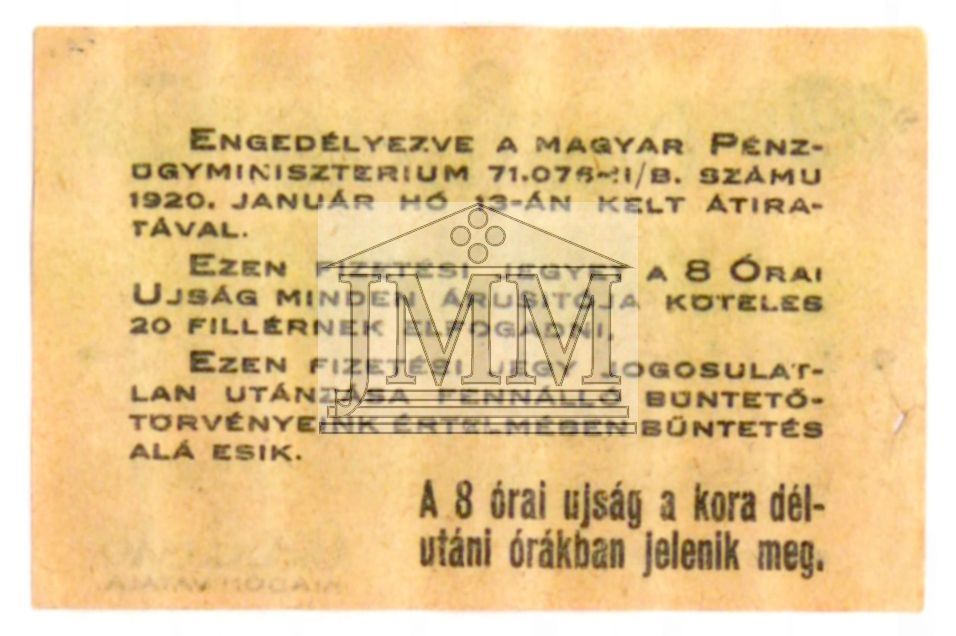 ENGEDÉLYEZVE A MAGYAR PÉNZ-
ÜGYMINISZTERIUM 71.076-/B. SZÁMU
1920. JANUÁR HÓ 13-ÁN KELT ÁTIRA-
TÁVAL.
EZEN FIZETÉSI JEGYET A 8 ÓRAI
UJSÁG MINDEN ÁRUSITÓJA KÖTELES
20 FILLÉRNEK ELFOGADNI.
EZEN FIZETÉSI JEGY JOGOSULAT-
LAN UTÁNZÁSA FENNÁLLÓ BÜNTETŐ-
TÖRVÉNYEINK ÉRTELMÉBEN BÜNTETÉS
ALÁ ESIK.
A 8 órai ujság a kora dél-
utáni órákban jelenik meg.
JMM